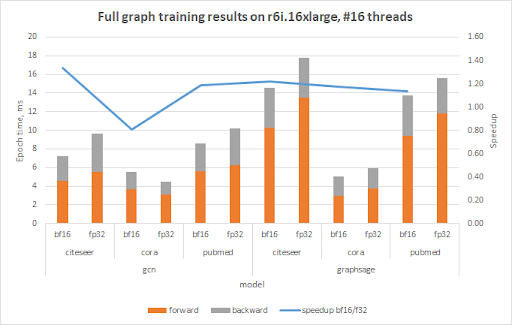 Full graph training results on r6i.16xlarge, #16 threads
20 1.60
18 1.40
16 1.20
14 1.00
12 0.80
10 0.60
8 0.40
6 0.20
4 0.00
2
0
Epoch time, ms
Speedup
bf16 fp32 bf16 fp32 bf16 fp32 bf16 fp32 bf16 fp32 bf16 fp32
citeseer cora pubmed citeseer cora pubmed
gcn graphsage
model
forward backward speedup bf16/f32